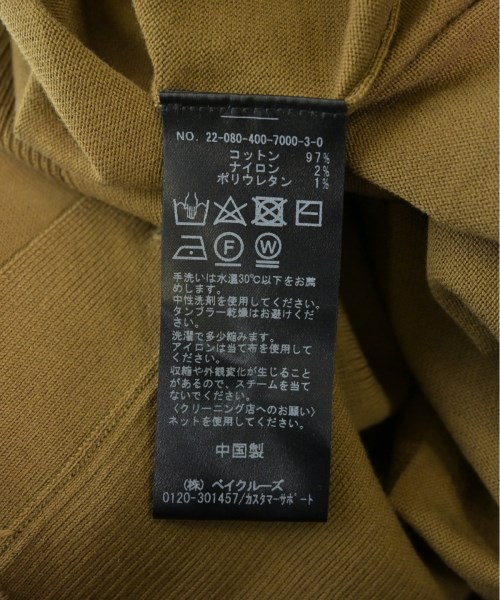 NO. 22-080-400-7000-3-0
コットン 97%
ナイロン 2%
ポリウレタン 1%
F W
手洗いは水温30℃以下をお薦
めします。
中性洗剤を使用してください。
タンブラー乾燥はお避けくださ
い。
洗濯で多少縮みます。
アイロンは当て布を使用して
ください。
収縮や外観変化が生じること
があるので、スチームを当て
ないでください。
〈クリーニング店へのお願い〉
ネットを使用してください。
中国製
(株) ベイクルーズ
0120-301457/カスタマーサポート